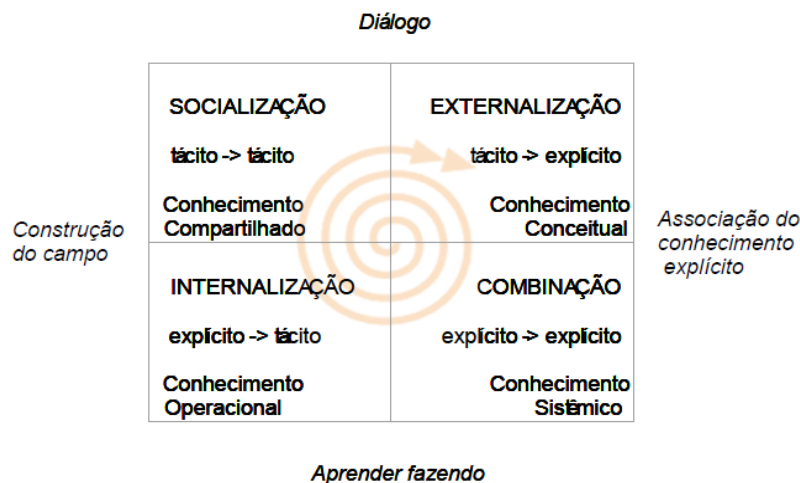 Diálogo
SOCIALIZAÇÃO
tácito -> tácito
Conhecimento
Compartilhado
EXTERNALIZAÇÃO
tácito -> explícito
Conhecimento
Conceitual
Construção
do campo
Associação do
conhecimento
explícito
INTERNALIZAÇÃO
explícito -> tácito
Conhecimento
Operacional
COMBINAÇÃO
explícito -> explícito
Conhecimento
Sistêmico
Aprender fazendo